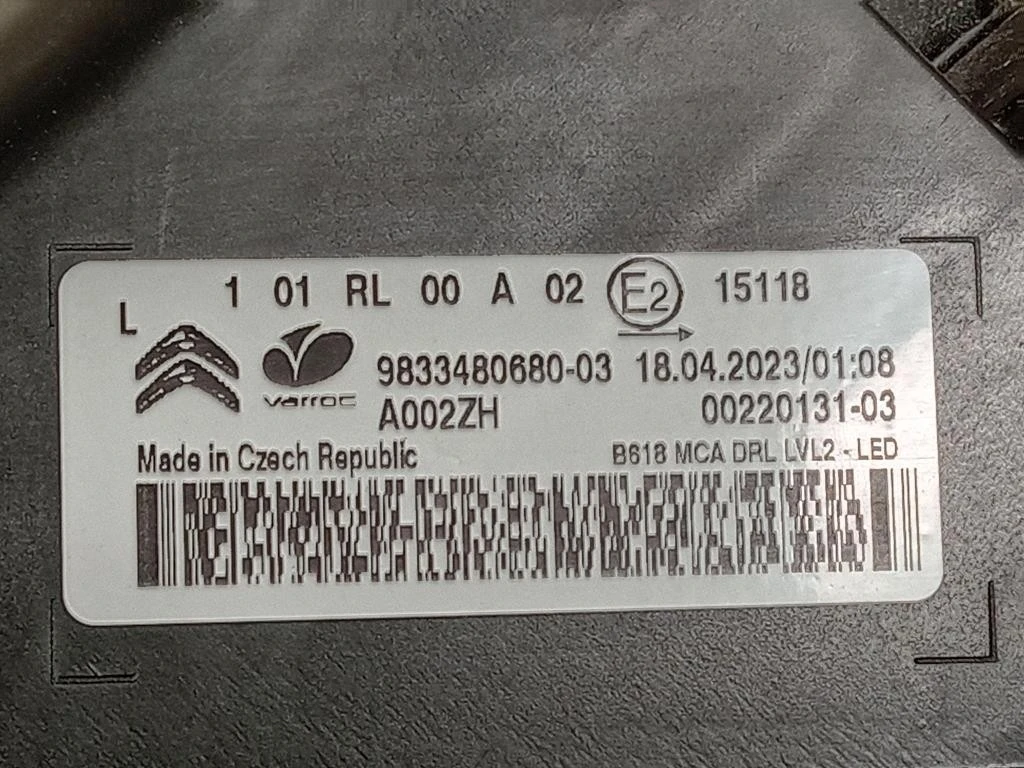 1 01 RL 00 A 02 E2 15118
L
varroc
9833480680-03 18.04.2023/01:08
A002ZH 00220131-03
Made in Czech Republic B618 MCA DRL LVL2 - LED